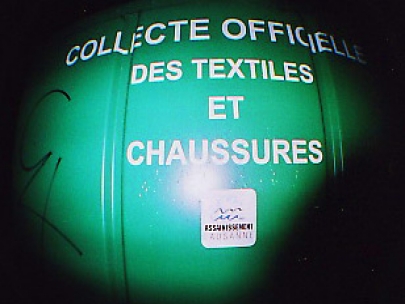 COLLECTE OFFICIELLE
DES TEXTILES
ET
CHAUSSURES
ASSAINISSEMENT
LAUSANNE